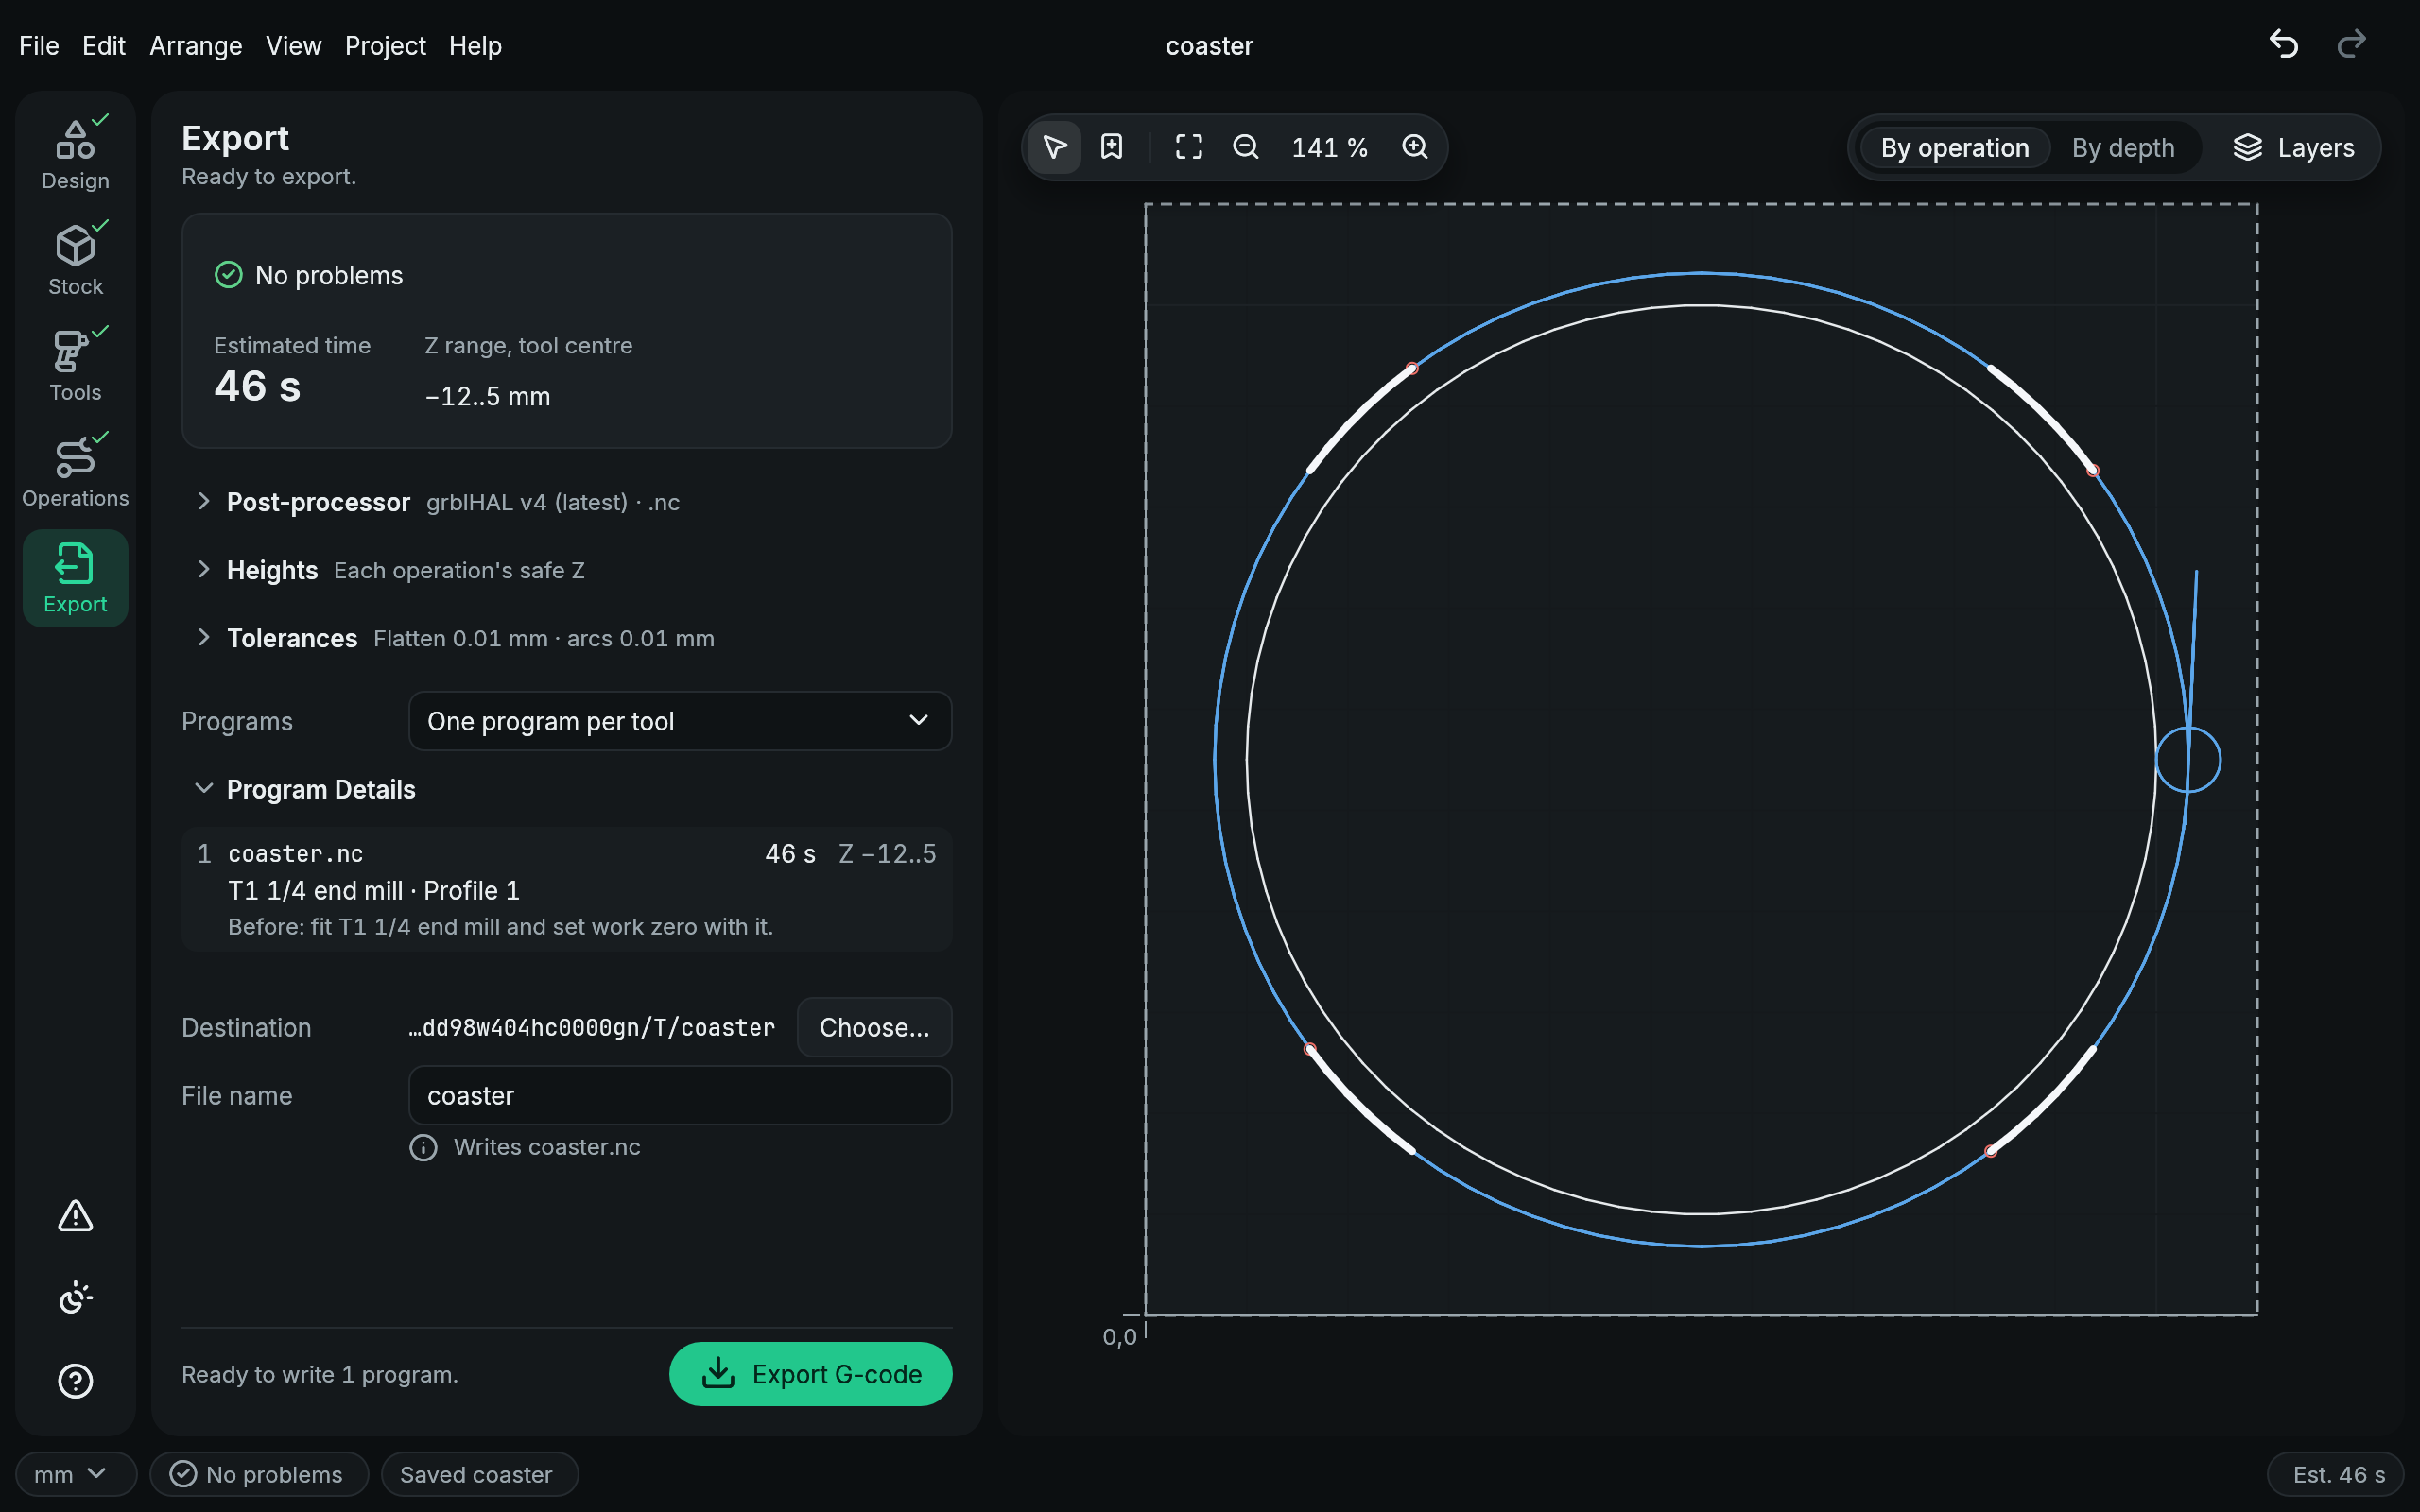 File Edit Arrange View Project Help
coaster
Design
Stock
Tools
Operations
Export
Export
Ready to export.
No problems
Estimated time
46 s
Z range, tool centre
−12..5 mm
Post-processor grblHAL v4 (latest) · .nc
Heights Each operation's safe Z
Tolerances Flatten 0.01 mm · arcs 0.01 mm
Programs One program per tool
Program Details
1 coaster.nc 46 s Z −12..5
T1 1/4 end mill · Profile 1
Before: fit T1 1/4 end mill and set work zero with it.
Destination …dd98w404hc0000gn/T/coaster Choose…
File name coaster
Writes coaster.nc
Ready to write 1 program. Export G-code
141 %
By operation By depth Layers
0,0
mm No problems Saved coaster Est. 46 s